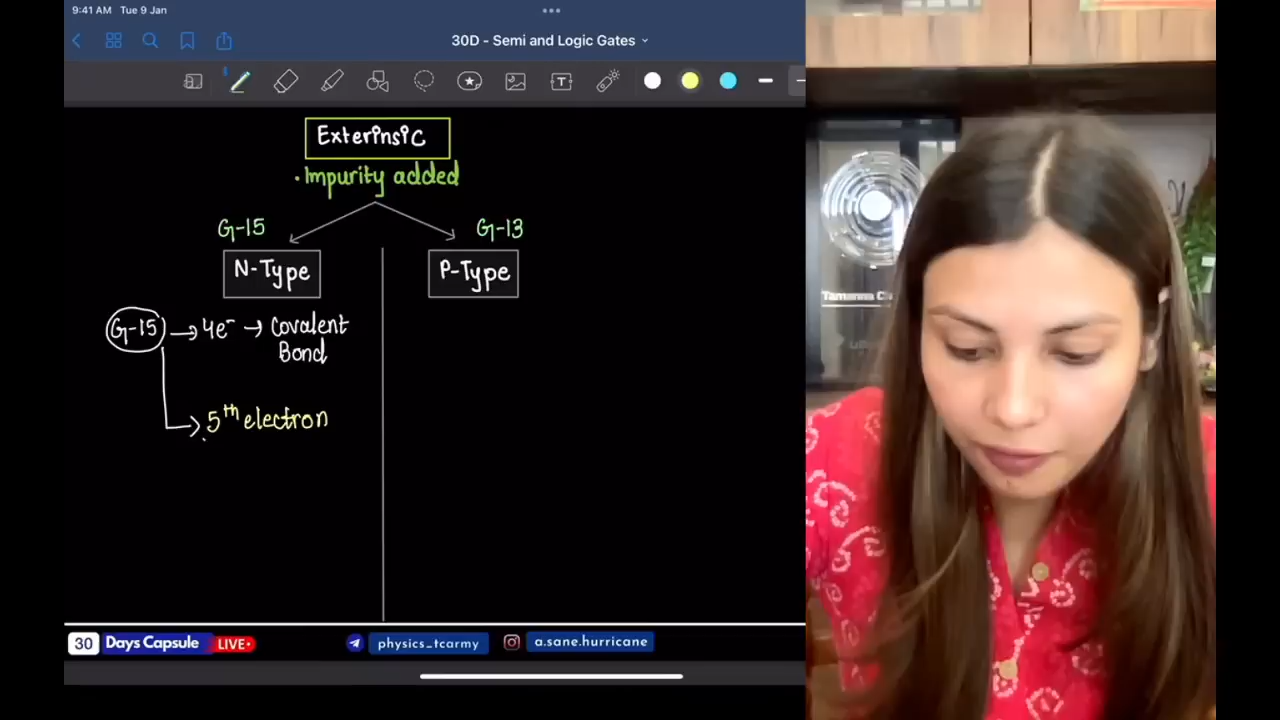 9:41 AM Tue 9 Jan
30D - Semi and Logic Gates
T
Exterinsic
• Impurity added
G-15
G-13
N-Type
P-Type
G-15 → 4e⁻ → Covalent
Bond
5th electron
30 Days Capsule LIVE
physics_tcarmy
a.sane.hurricane